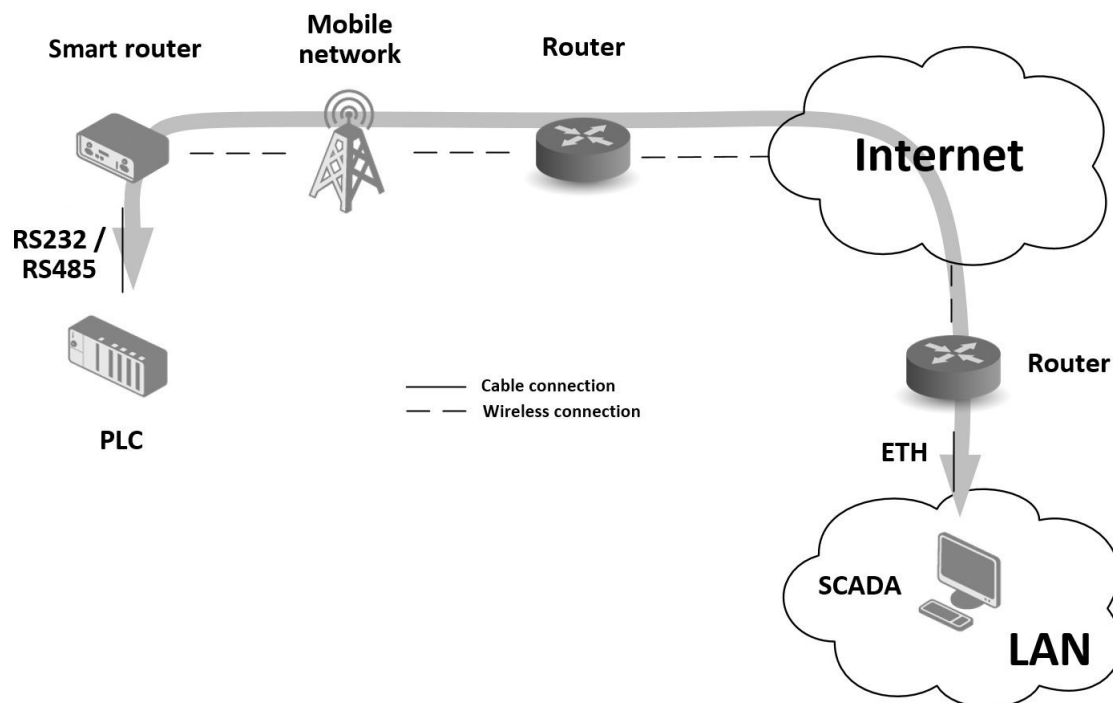 Smart router
Mobile
network
Router
Internet
RS232 /
RS485
Router
PLC
Cable connection
Wireless connection
ETH
SCADA
LAN